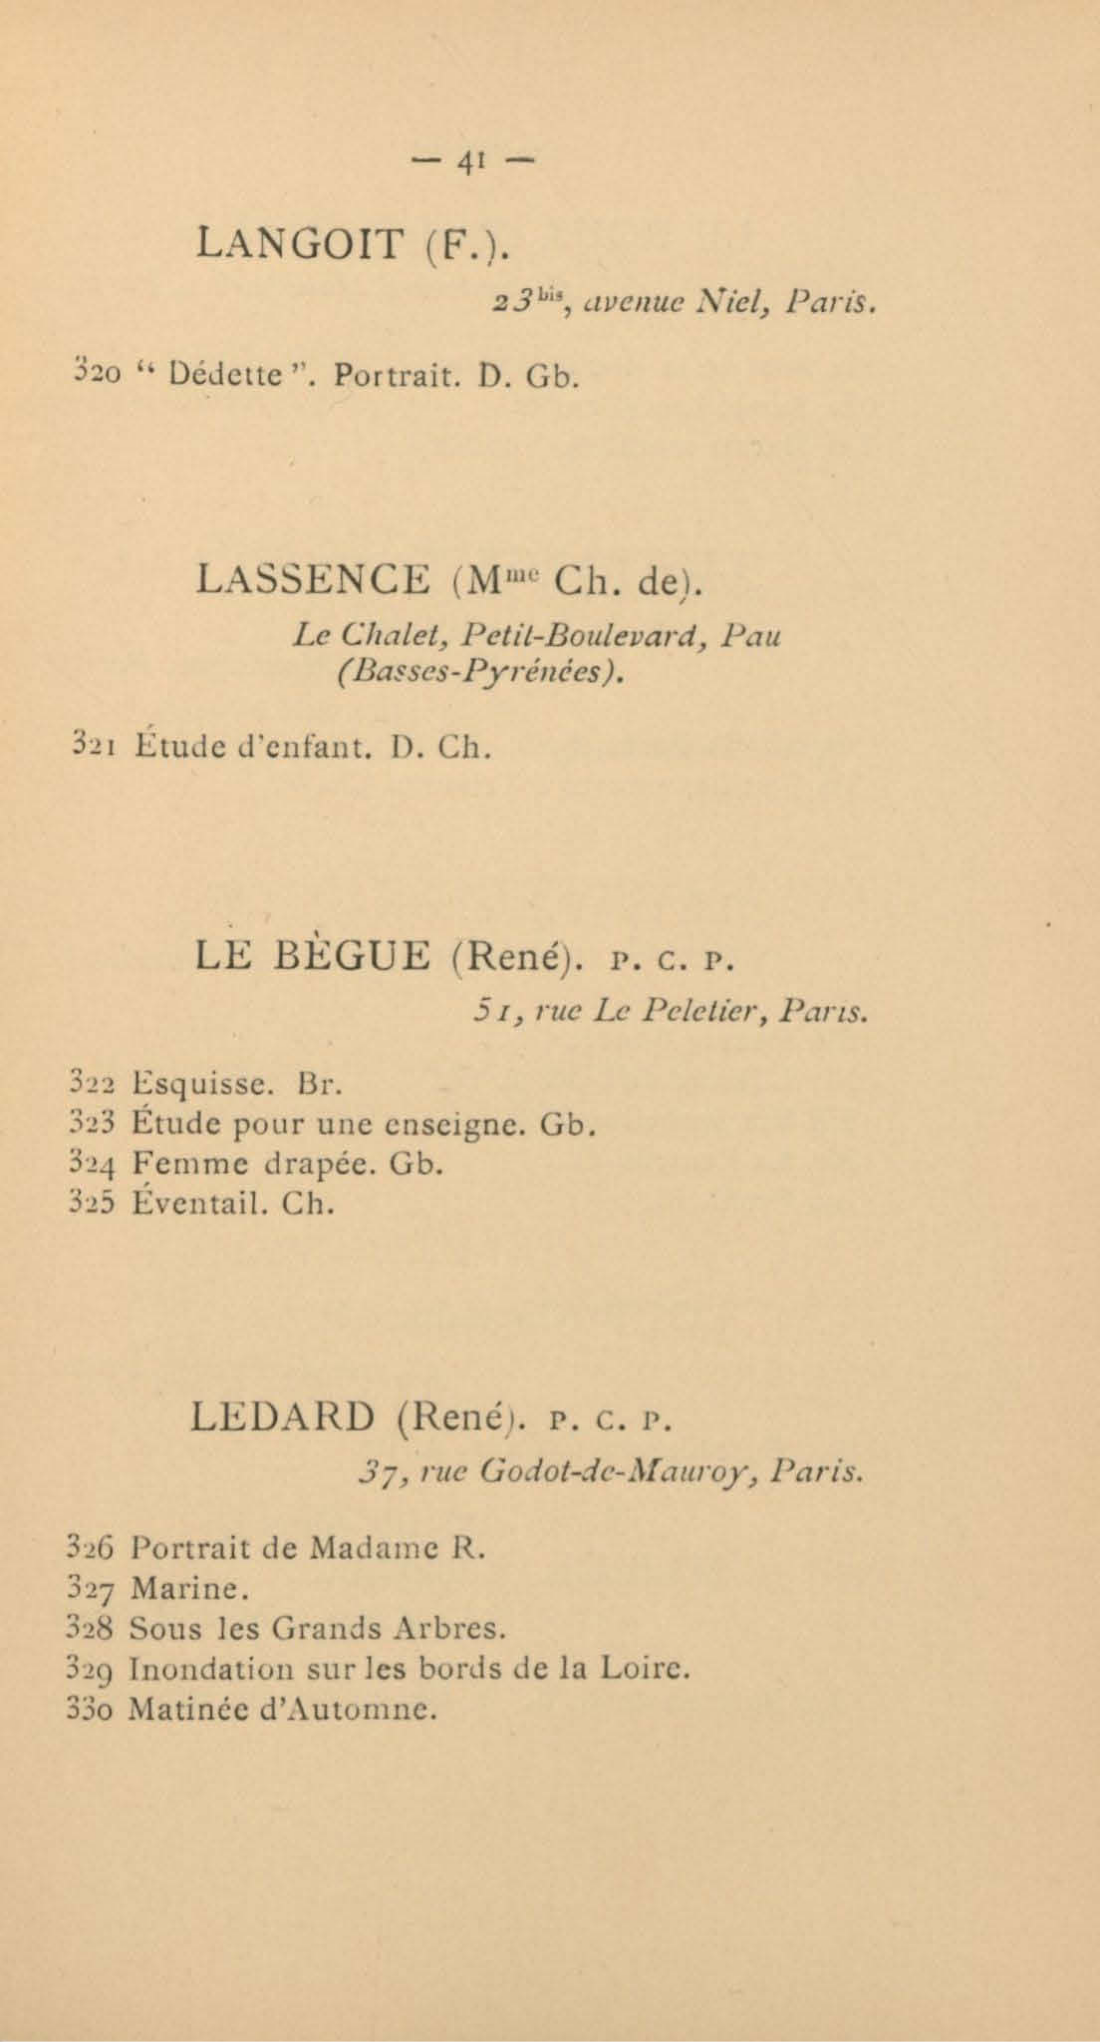 — 41 —
LANGOIT (F.).
23bis, avenue Niel, Paris.
320 “ Dédette ”. Portrait. D. Gb.
LASSENCE (Mme Ch. de).
Le Chalet, Petit-Boulevard, Pau
(Basses-Pyrénées).
321 Étude d'enfant. D. Ch.
LE BÈGUE (René). P. C. P.
51, rue Le Peletier, Paris.
322 Esquisse. Br.
323 Étude pour une enseigne. Gb.
324 Femme drapée. Gb.
325 Éventail. Ch.
LEDARD (René). P. C. P.
37, rue Godot-de-Mauroy, Paris.
326 Portrait de Madame R.
327 Marine.
328 Sous les Grands Arbres.
329 Inondation sur les bords de la Loire.
330 Matinée d'Automne.